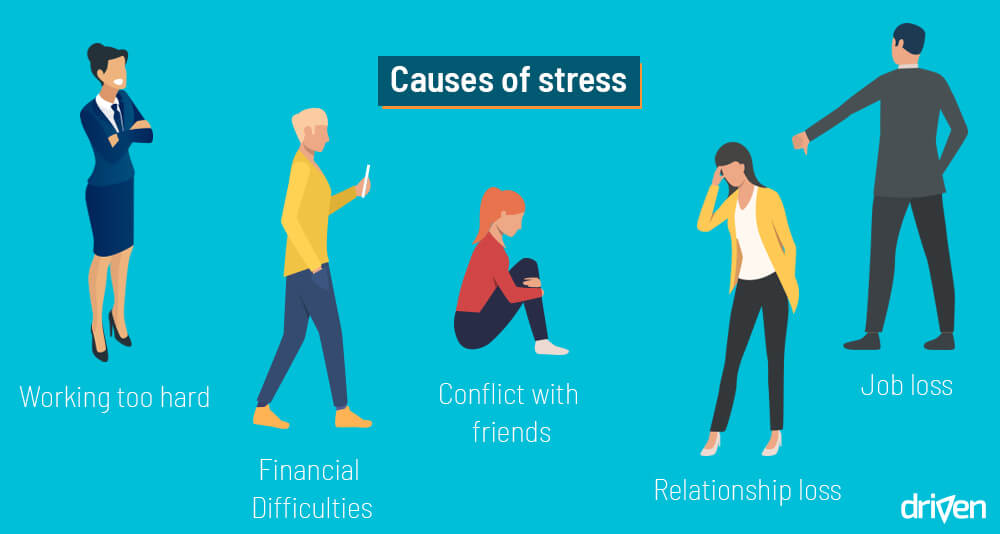 Causes of stress
Working too hard
Financial
Difficulties
Conflict with
friends
Relationship loss
Job loss
driven